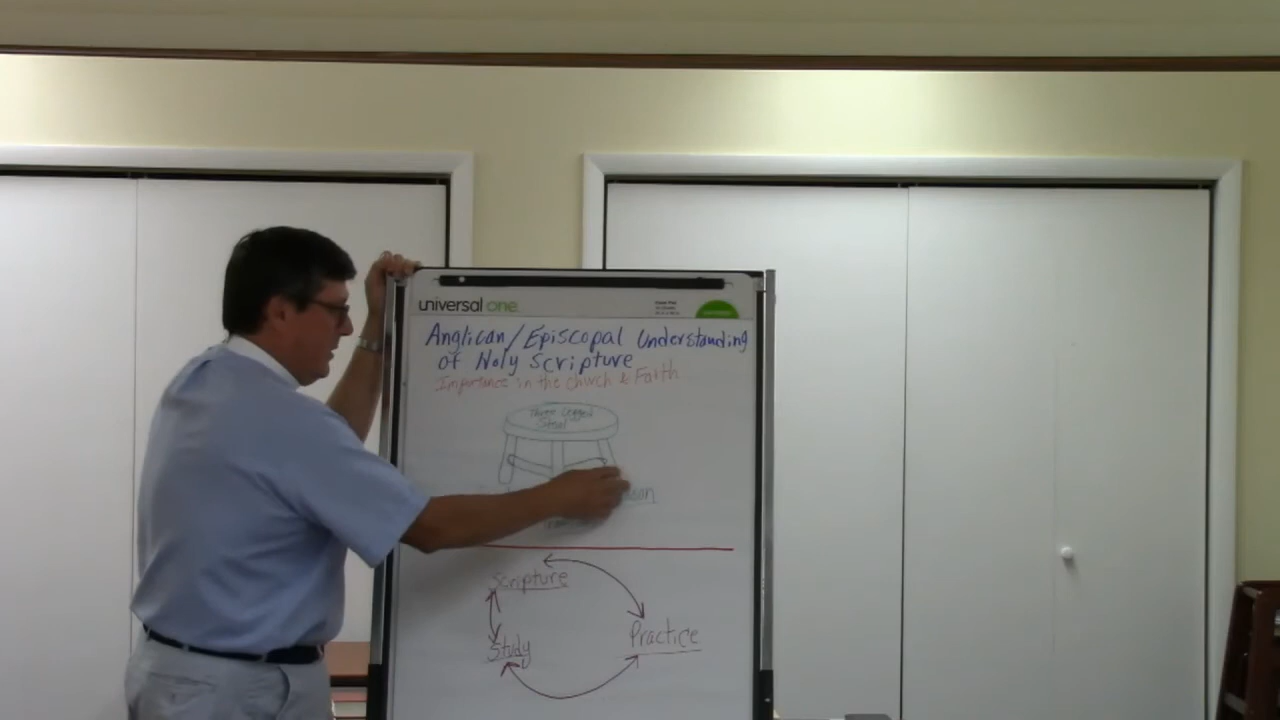 universal one
Anglican/Episcopal Understanding
of Holy Scripture
Importance in the church & Faith
Three Legged
Stool
Scripture
Practice
Study